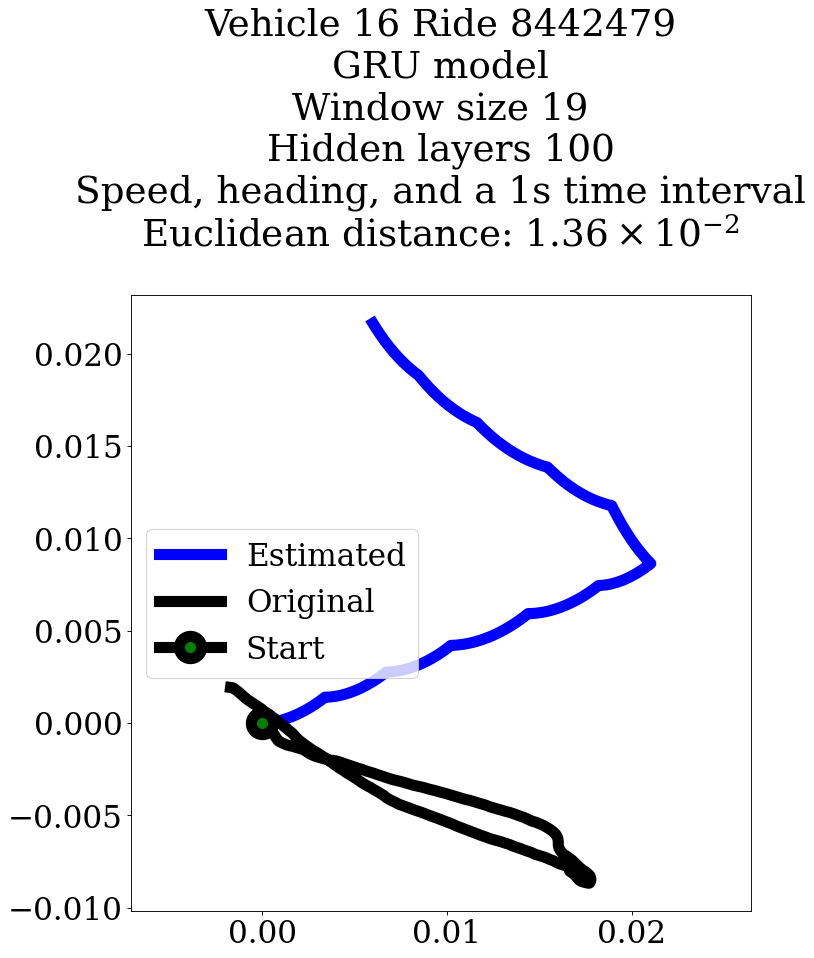 Vehicle 16 Ride 8442479
GRU model
Window size 19
Hidden layers 100
Speed, heading, and a 1s time interval
Euclidean distance: 1.36 × 10⁻²
0.020
0.015
0.010
0.005
0.000
−0.005
−0.010
Estimated
Original
Start
0.00 0.01 0.02